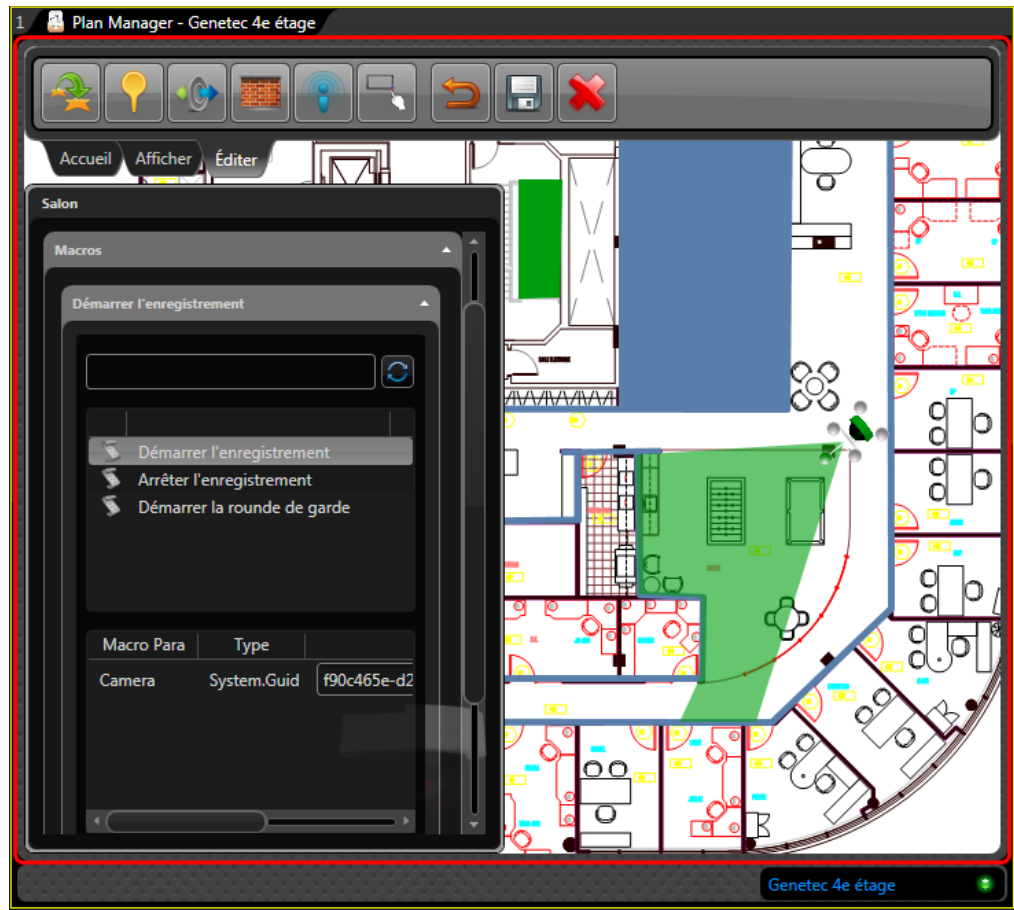 1 Plan Manager - Genetec 4e étage
Accueil Afficher Éditer
Salon
Macros
Démarrer l'enregistrement
Démarrer l'enregistrement
Arrêter l'enregistrement
Démarrer la rounde de garde
Macro Para Type
Camera System.Guid f90c465e-d2
Genetec 4e étage